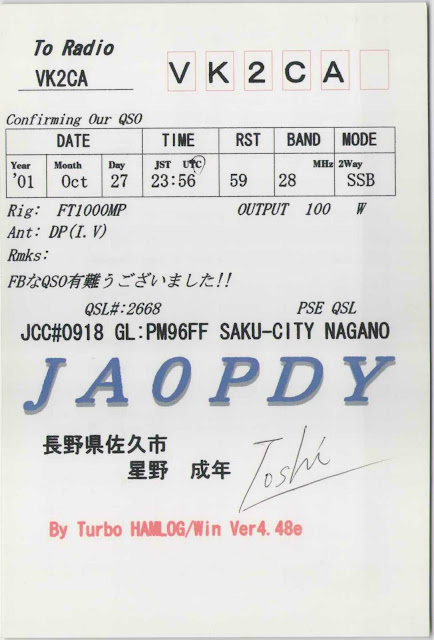 To Radio
VK2CA
VK2CA
Confirming Our QSO
DATE TIME RST BAND MODE
Year Month Day JST UTC MHz 2Way
'01 Oct 27 23:56 59 28 SSB
Rig: FT1000MP OUTPUT 100 W
Ant: DP(I.V)
Rmks:
FBなQSO有難うございました!!
QSL#:2668 PSE QSL
JCC#0918 GL:PM96FF SAKU-CITY NAGANO
JA0PDY
長野県佐久市
星野 成年 Toshi
By Turbo HAMLOG/Win Ver4.48e